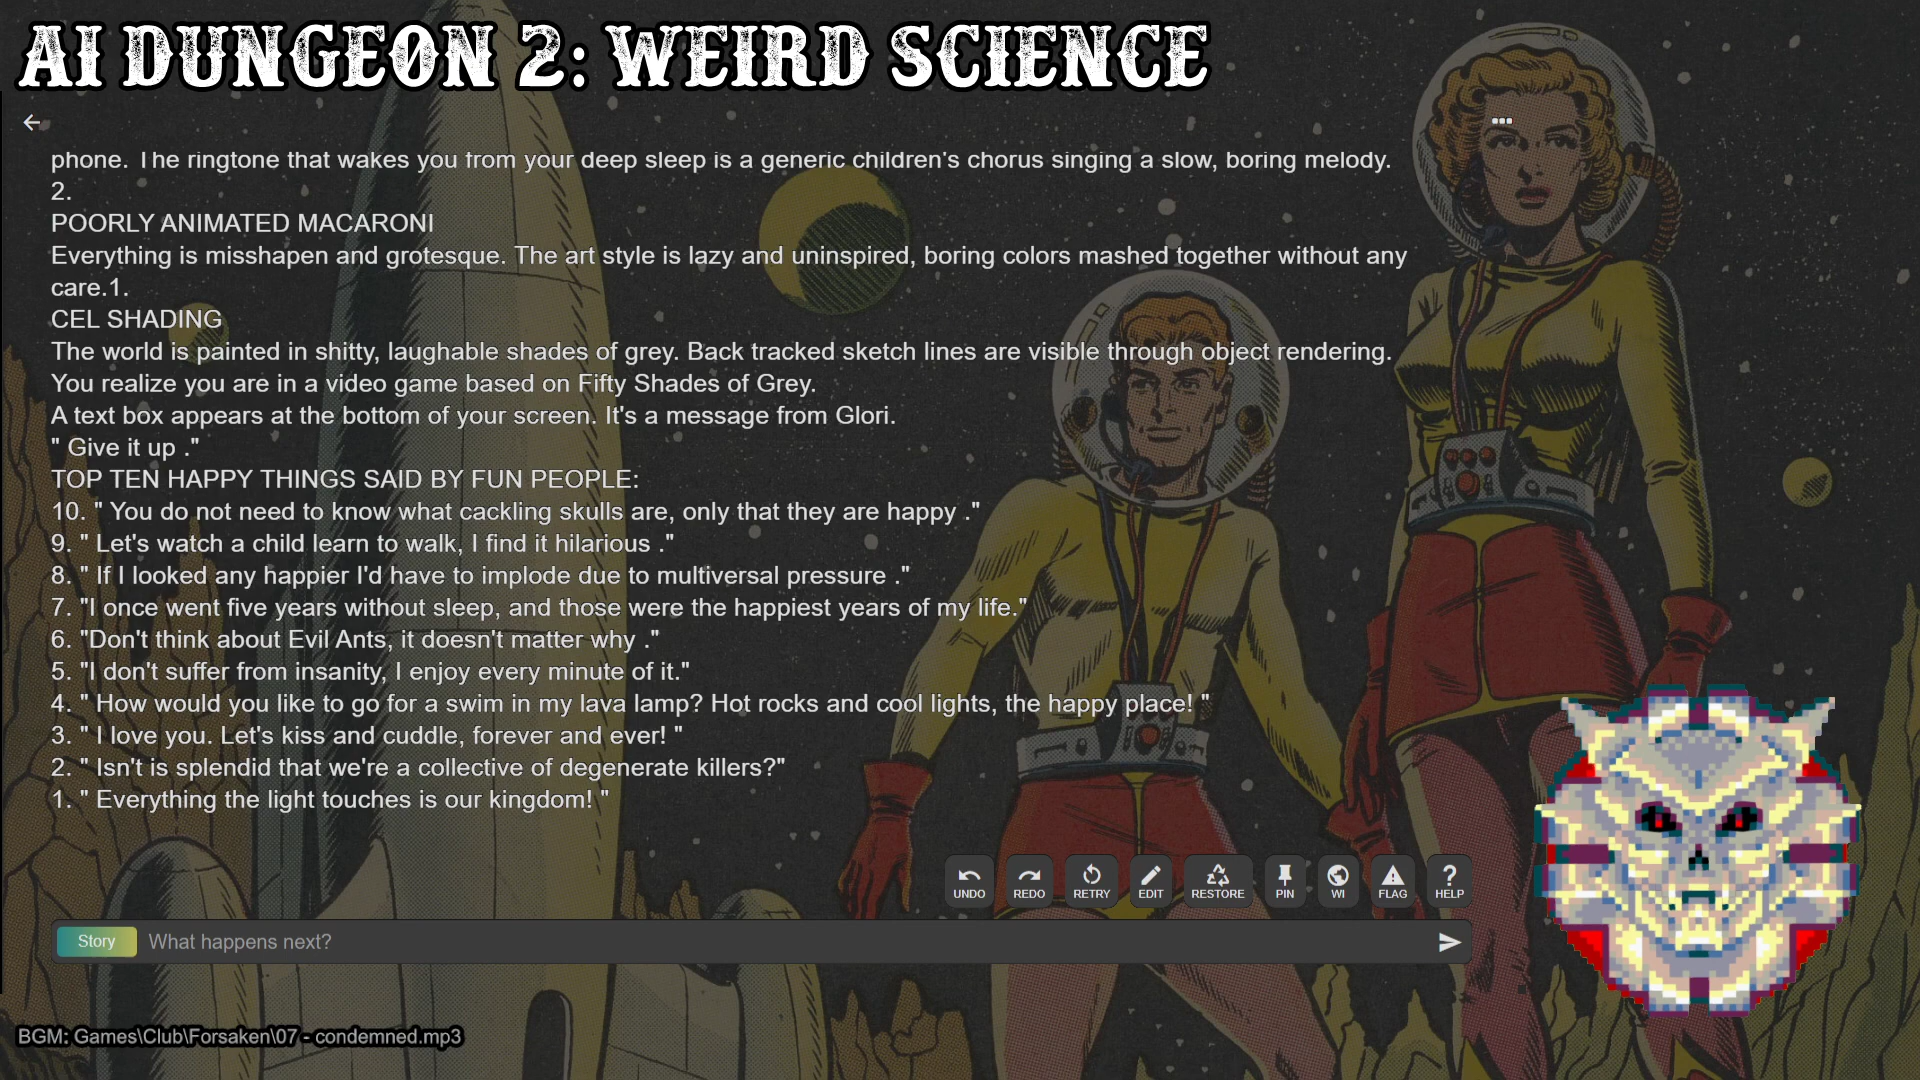 AI DUNGEON 2: WEIRD SCIENCE
phone. The ringtone that wakes you from your deep sleep is a generic children's chorus singing a slow, boring melody.
2.
POORLY ANIMATED MACARONI
Everything is misshapen and grotesque. The art style is lazy and uninspired, boring colors mashed together without any
care.1.
CEL SHADING
The world is painted in shitty, laughable shades of grey. Back tracked sketch lines are visible through object rendering.
You realize you are in a video game based on Fifty Shades of Grey.
A text box appears at the bottom of your screen. It's a message from Glori.
" Give it up ."
TOP TEN HAPPY THINGS SAID BY FUN PEOPLE:
10. " You do not need to know what cackling skulls are, only that they are happy ."
9. " Let's watch a child learn to walk, I find it hilarious ."
8. " If I looked any happier I'd have to implode due to multiversal pressure ."
7. "I once went five years without sleep, and those were the happiest years of my life."
6. "Don't think about Evil Ants, it doesn't matter why ."
5. "I don't suffer from insanity, I enjoy every minute of it."
4. " How would you like to go for a swim in my lava lamp? Hot rocks and cool lights, the happy place! "
3. " I love you. Let's kiss and cuddle, forever and ever! "
2. " Isn't is splendid that we're a collective of degenerate killers?"
1. " Everything the light touches is our kingdom! "
UNDO REDO RETRY EDIT RESTORE PIN WI FLAG HELP
Story What happens next?
BGM: Games\Club\Forsaken\07 - condemned.mp3